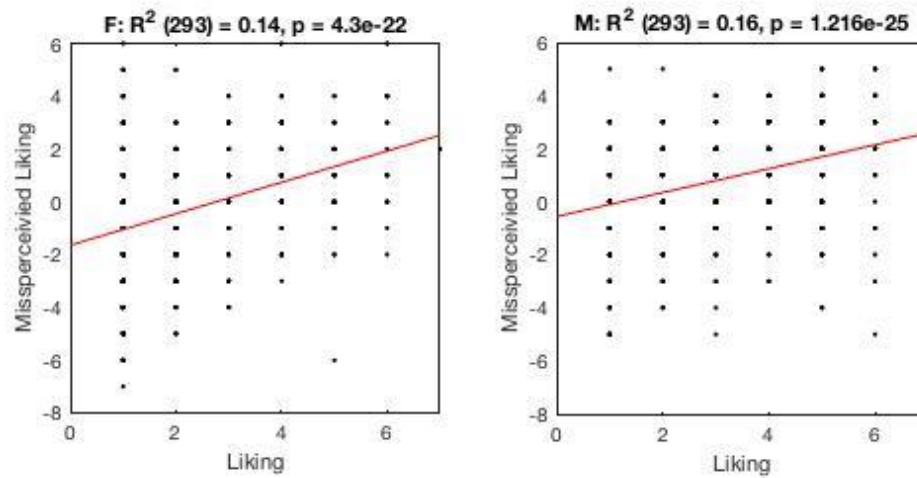 F: R² (293) = 0.14, p = 4.3e-22
6
4
2
0
-2
-4
-6
-8
Missperceivied Liking
0 2 4 6
Liking
M: R² (293) = 0.16, p = 1.216e-25
6
4
2
0
-2
-4
-6
-8
Missperceivied Liking
0 2 4 6
Liking